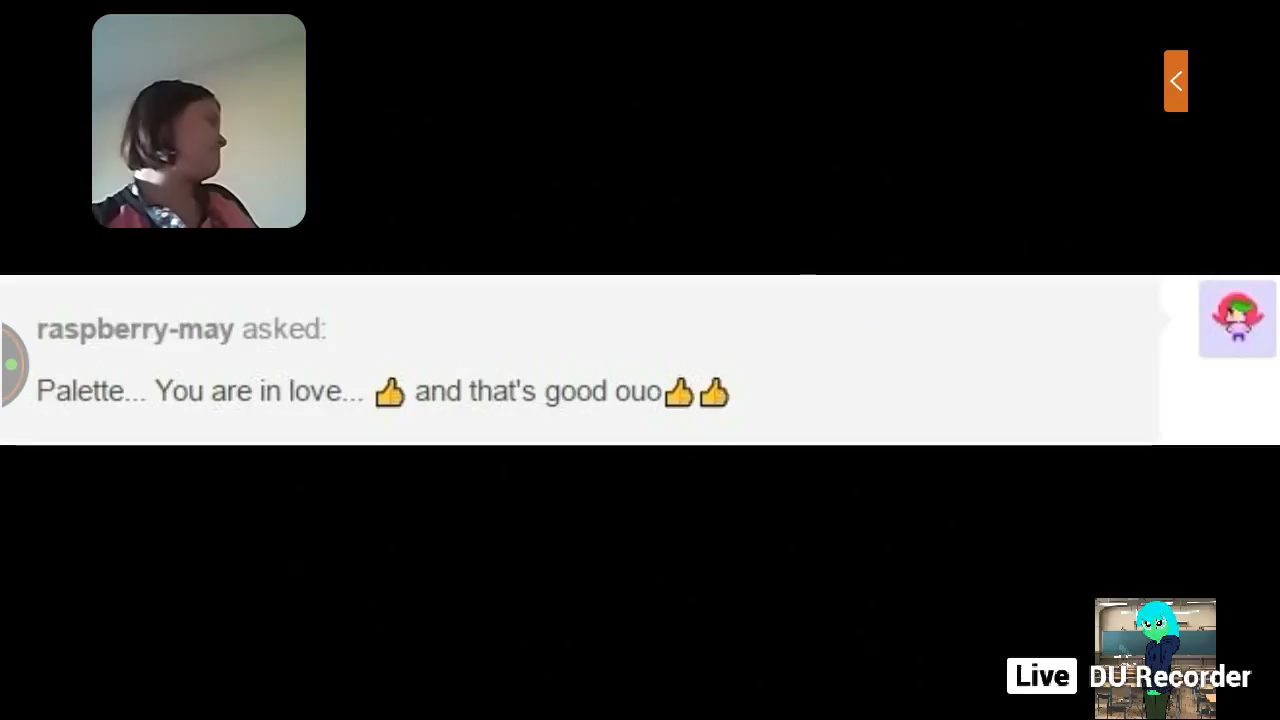 raspberry-may asked:
Palette... You are in love... 👍 and that's good ouo👍👍
Live DU Recorder